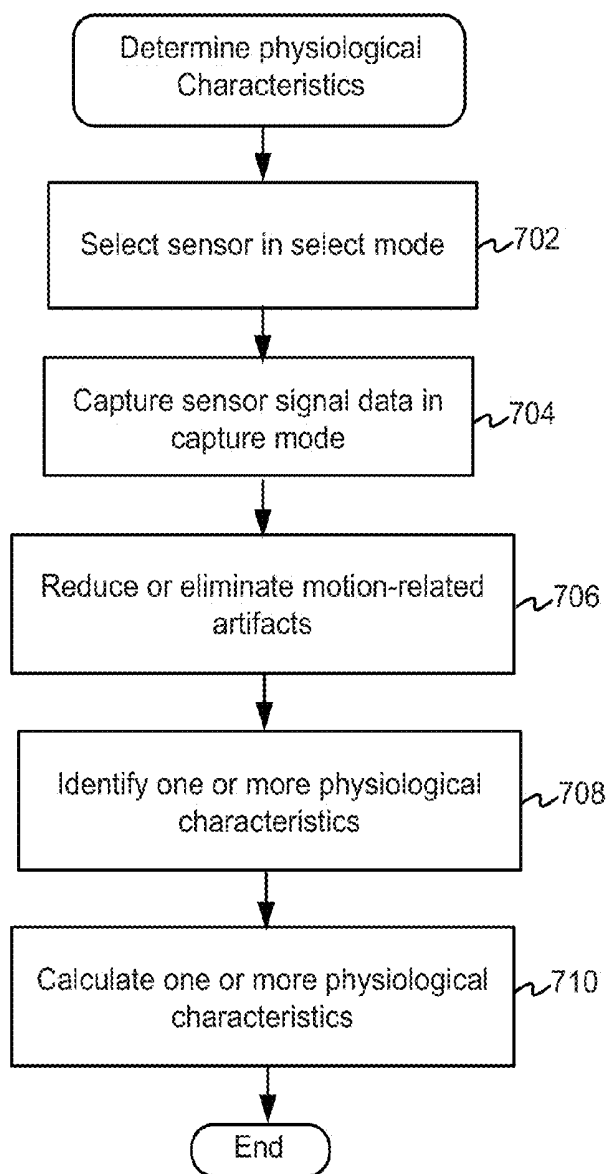 Determine physiological
Characteristics
Select sensor in select mode
702
Capture sensor signal data in
capture mode
704
Reduce or eliminate motion-related
artifacts
706
Identify one or more physiological
characteristics
708
Calculate one or more physiological
characteristics
710
End